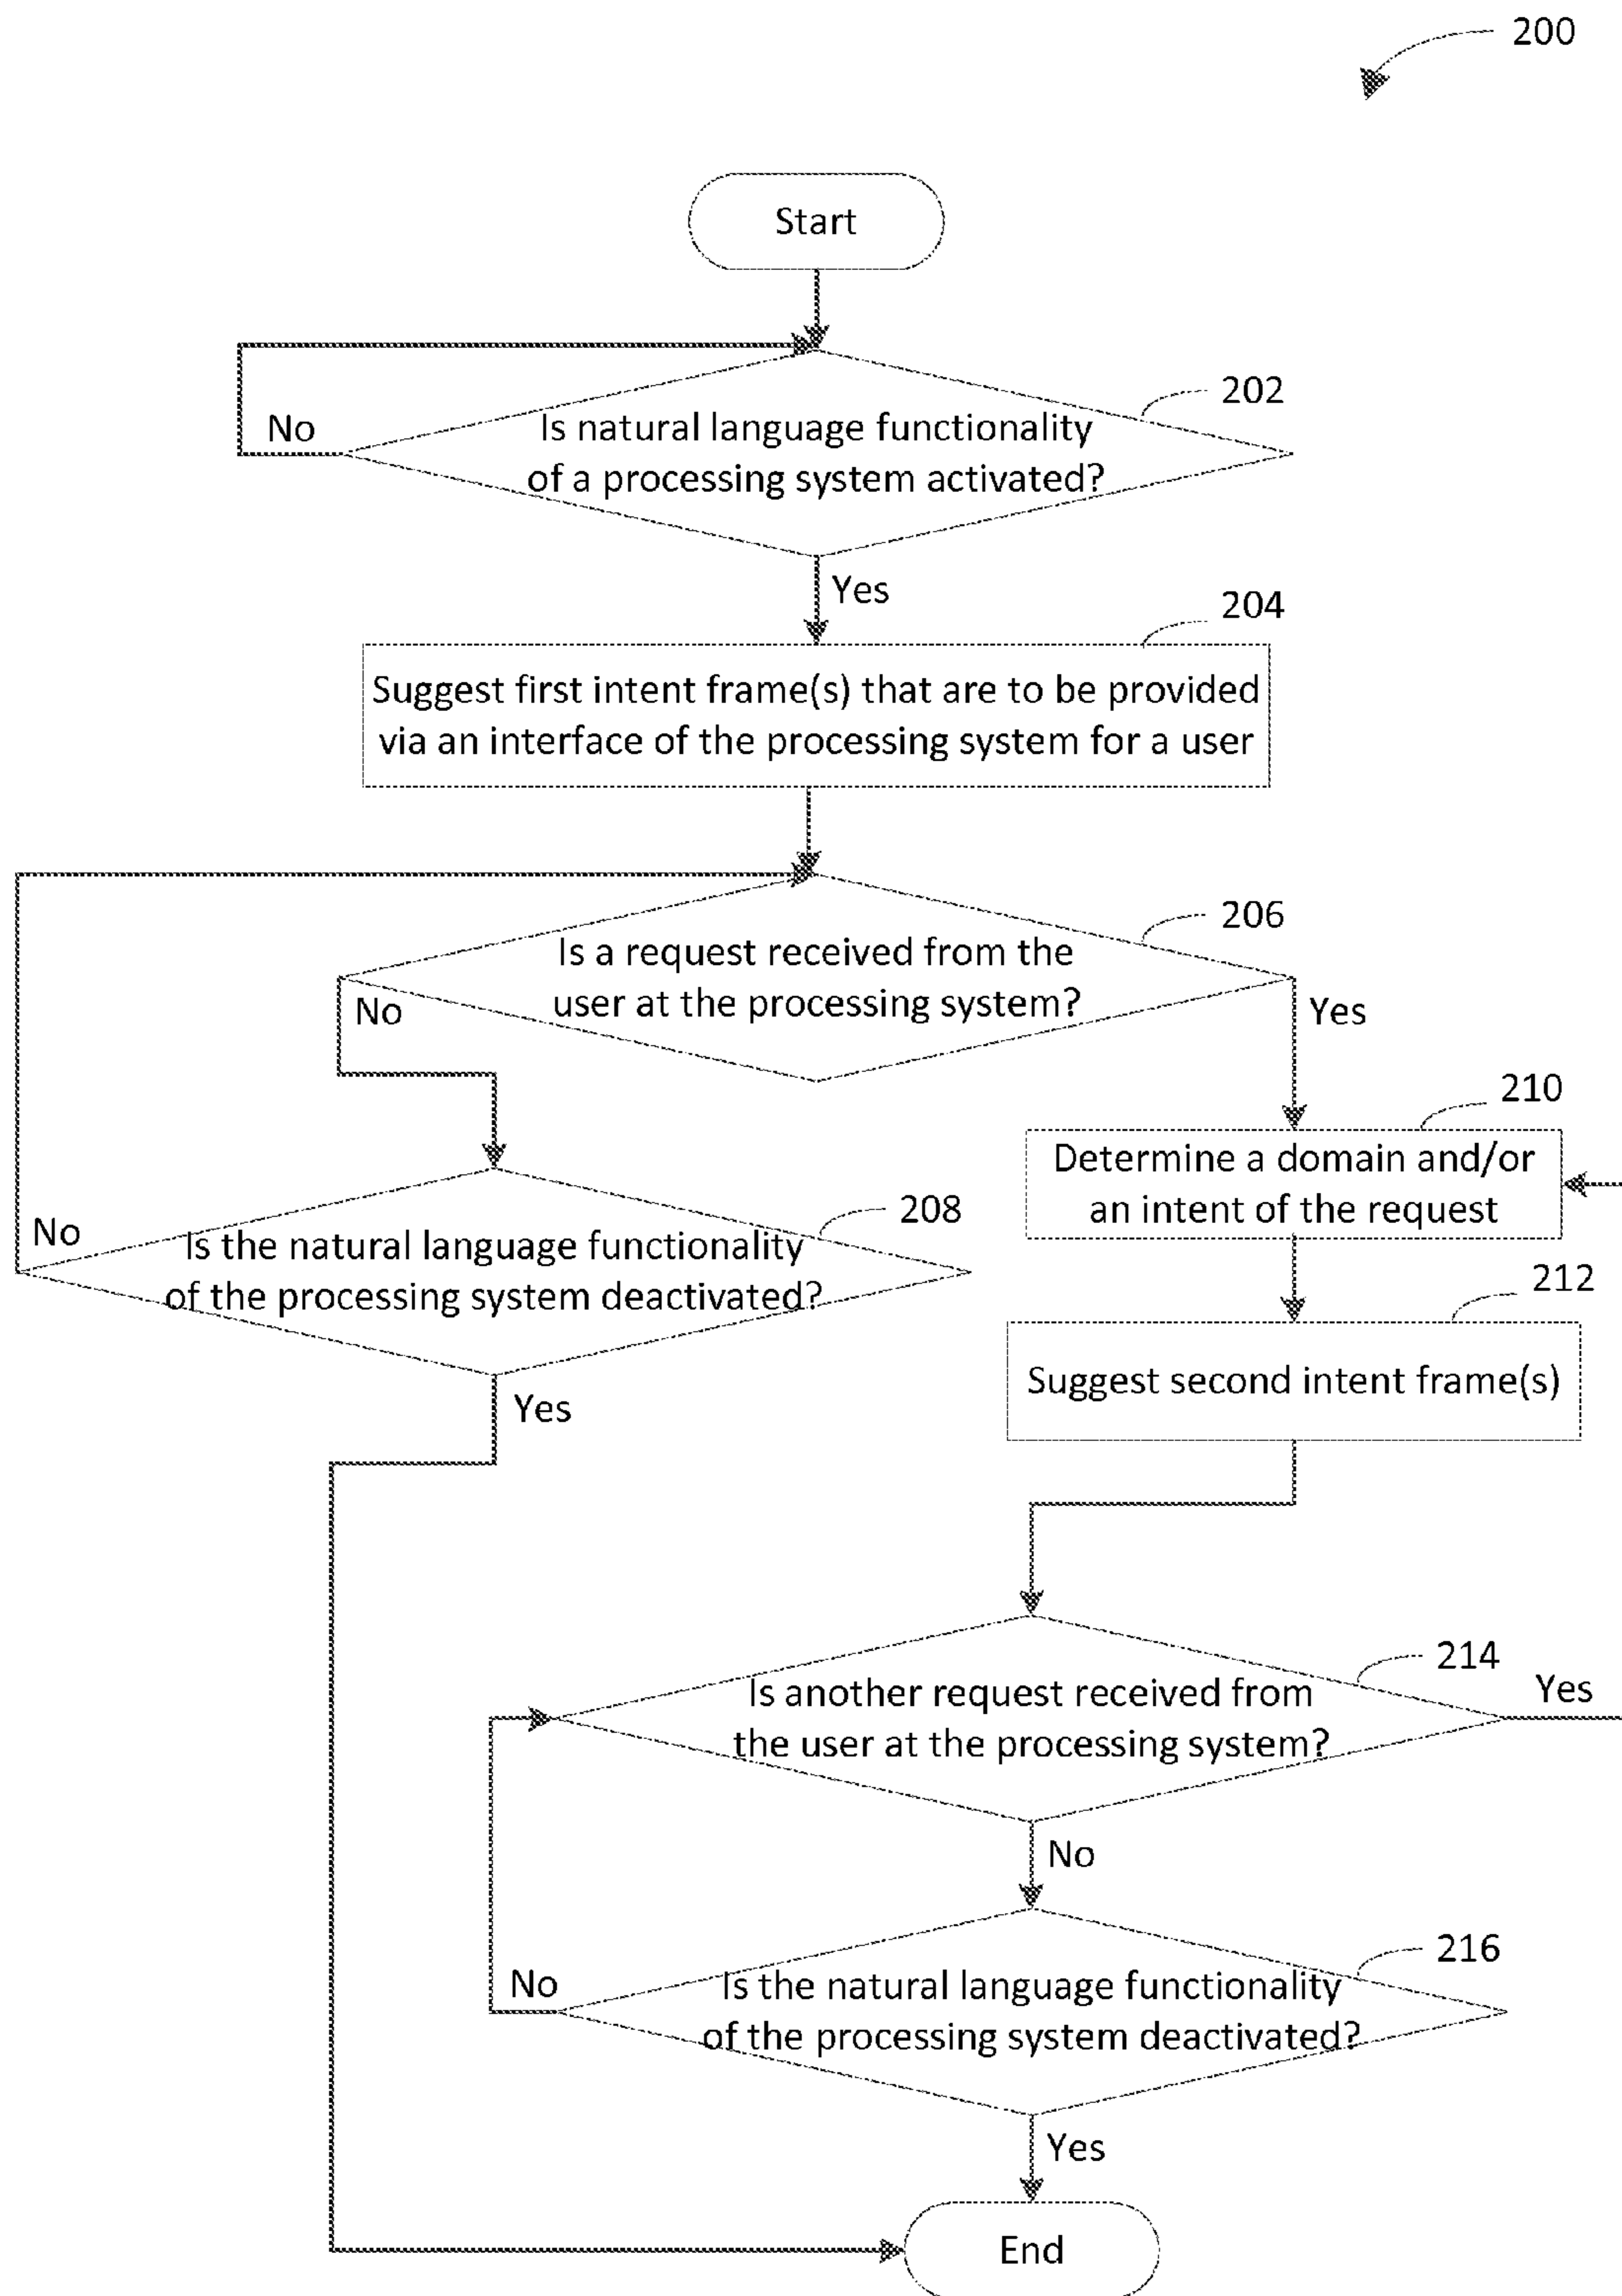 200
Start
202
No
Is natural language functionality
of a processing system activated?
Yes
204
Suggest first intent frame(s) that are to be provided
via an interface of the processing system for a user
206
Is a request received from the
user at the processing system?
No
Yes
210
Determine a domain and/or
an intent of the request
208
No
Is the natural language functionality
of the processing system deactivated?
212
Suggest second intent frame(s)
Yes
214
Is another request received from
the user at the processing system?
Yes
No
216
No
Is the natural language functionality
of the processing system deactivated?
Yes
End